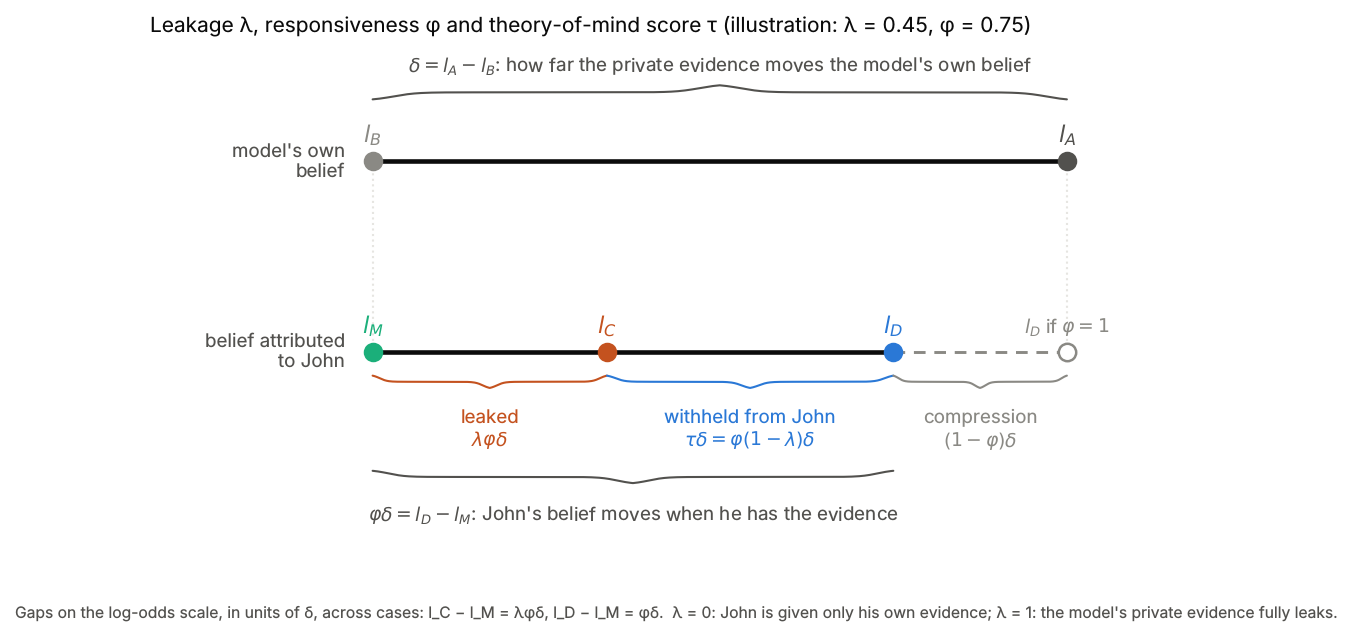 Leakage λ, responsiveness φ and theory-of-mind score τ (illustration: λ = 0.45, φ = 0.75)
δ = l_A − l_B: how far the private evidence moves the model's own belief
l_B
l_A
model's own
belief
l_M
l_C
l_D
l_D if φ = 1
belief attributed
to John
leaked
λφδ
withheld from John
τδ = φ(1 − λ)δ
compression
(1 − φ)δ
φδ = l_D − l_M: John's belief moves when he has the evidence
Gaps on the log-odds scale, in units of δ, across cases: l_C − l_M = λφδ, l_D − l_M = φδ.  λ = 0: John is given only his own evidence; λ = 1: the model's private evidence fully leaks.